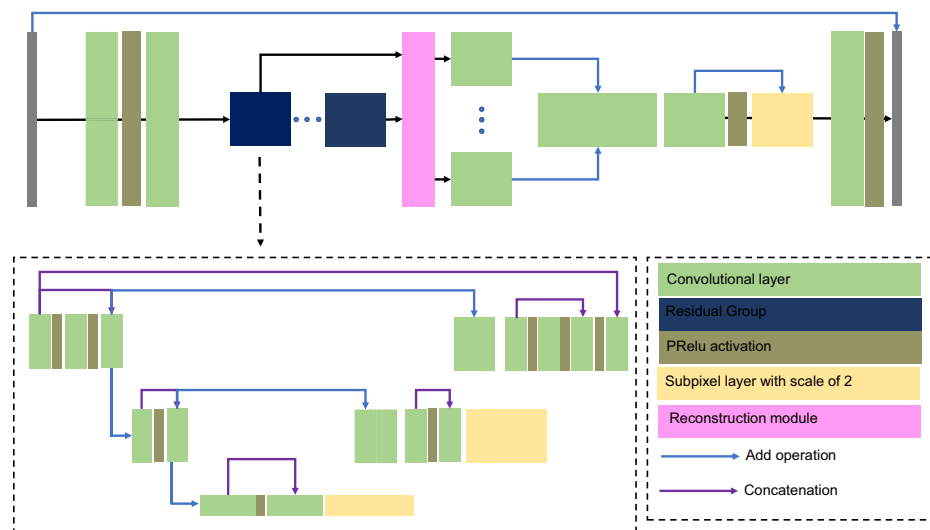 Convolutional layer
Residual Group
PRelu activation
Subpixel layer with scale of 2
Reconstruction module
Add operation
Concatenation